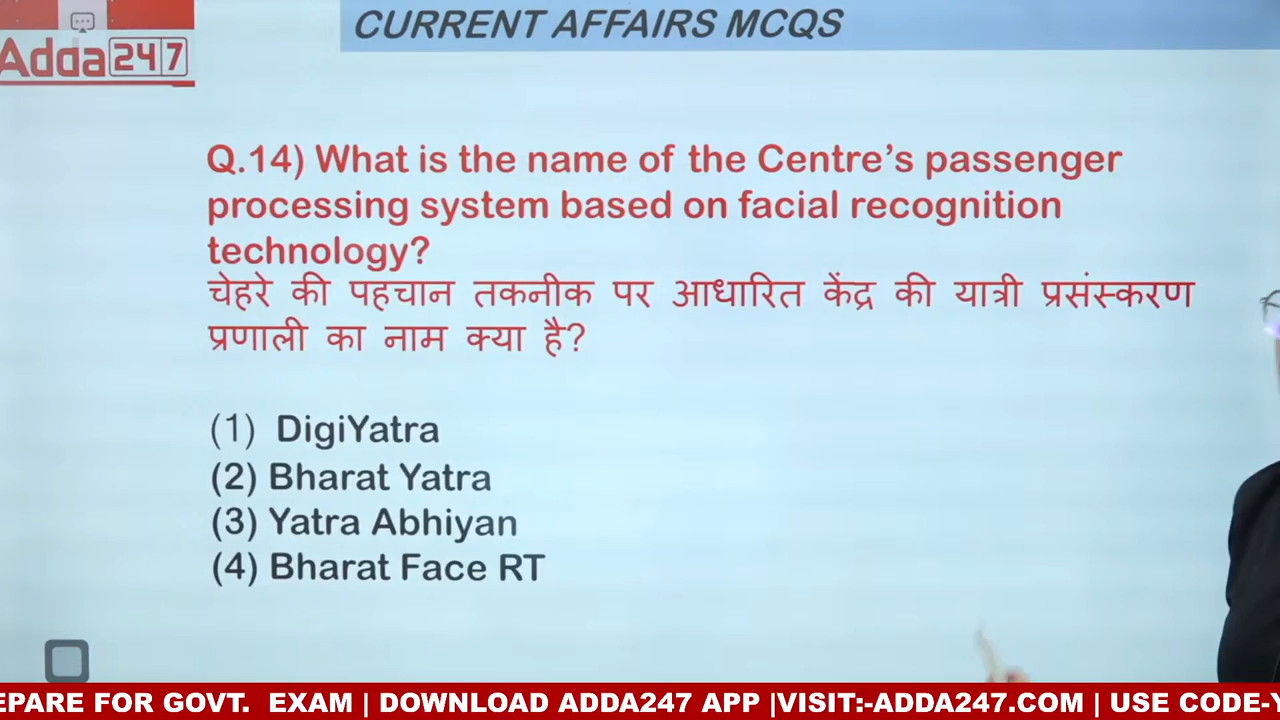 CURRENT AFFAIRS MCQS
Adda247
Q.14) What is the name of the Centre’s passenger
processing system based on facial recognition
technology?
चेहरे की पहचान तकनीक पर आधारित केंद्र की यात्री प्रसंस्करण
प्रणाली का नाम क्या है?
(1) DigiYatra
(2) Bharat Yatra
(3) Yatra Abhiyan
(4) Bharat Face RT
EPARE FOR GOVT. EXAM | DOWNLOAD ADDA247 APP |VISIT:-ADDA247.COM | USE CODE-Y